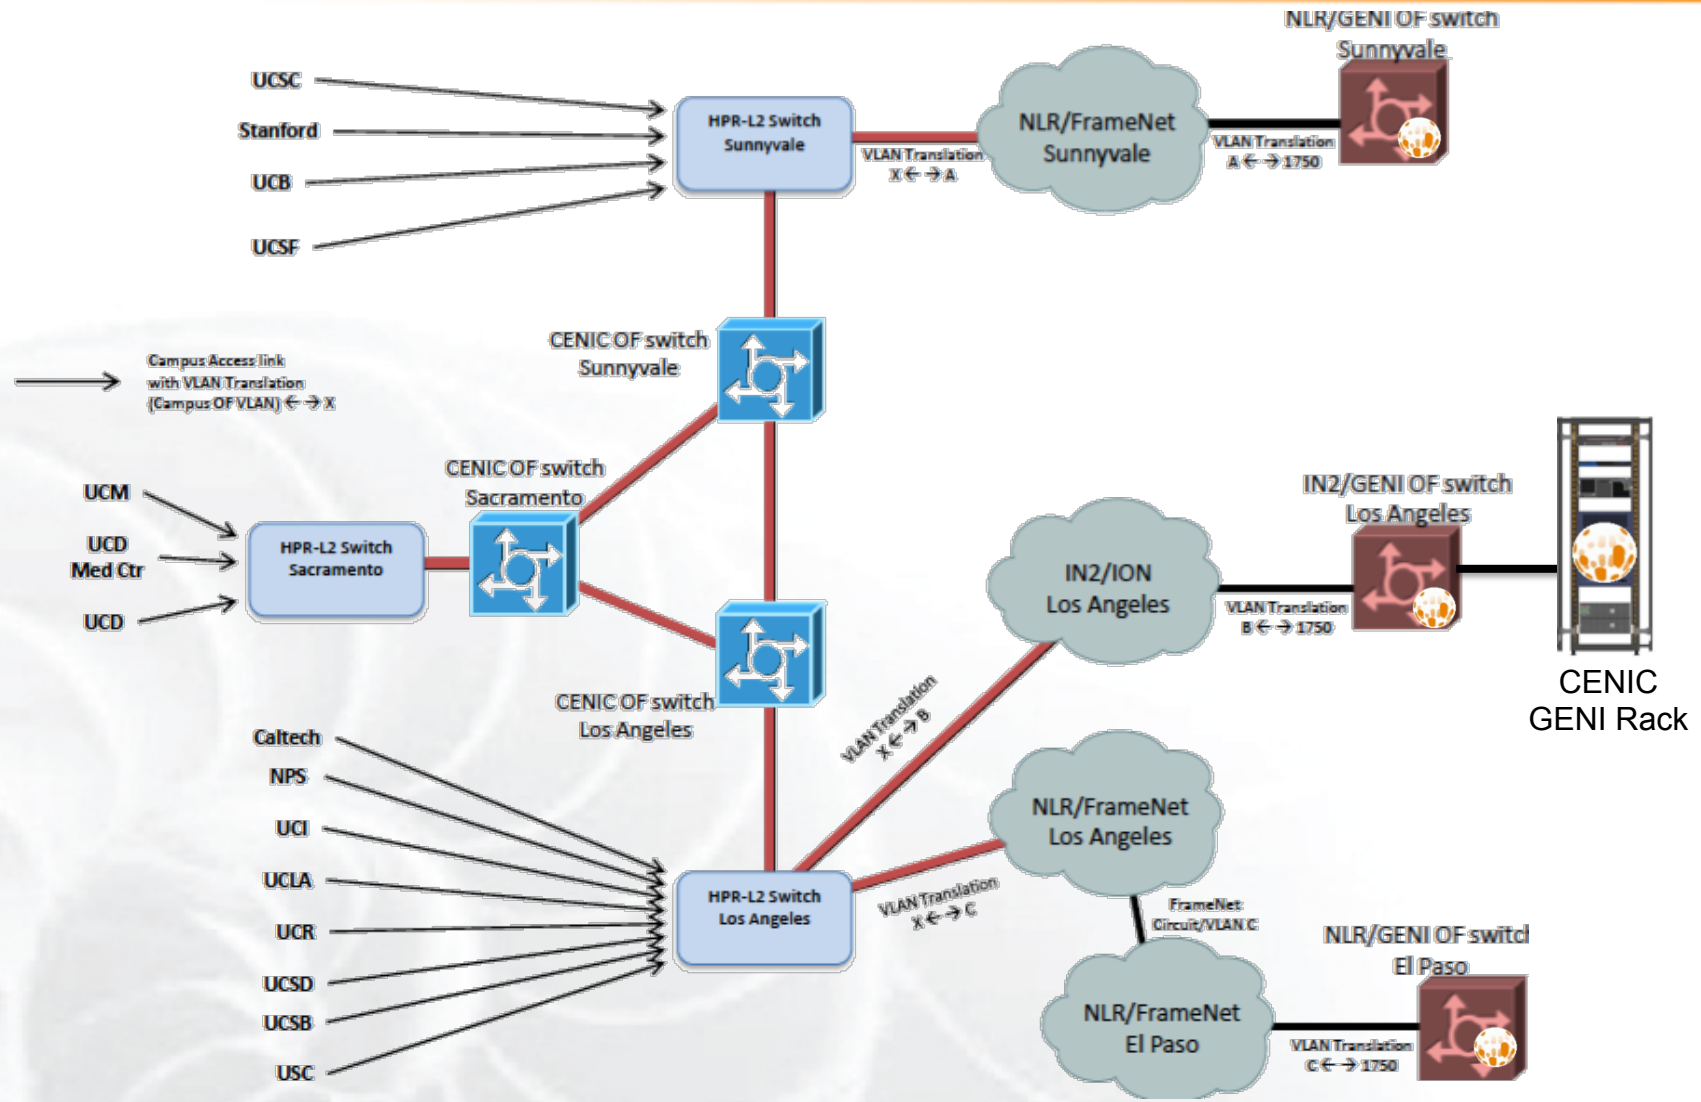 NLR/GENI OF switch
Sunnyvale
UCSC
Stanford
UCB
UCSF
HPR-L2 Switch
Sunnyvale
VLAN Translation
X ← → A
NLR/FrameNet
Sunnyvale
VLAN Translation
A ← → 1750
CENIC OF switch
Sunnyvale
Campus Access link
with VLAN Translation
(Campus OF VLAN) ← → X
CENIC OF switch
Sacramento
UCM
UCD
Med Ctr
UCD
HPR-L2 Switch
Sacramento
IN2/GENI OF switch
Los Angeles
IN2/ION
Los Angeles
VLAN Translation
B ← → 1750
CENIC
GENI Rack
CENIC OF switch
Los Angeles
VLAN Translation
X ← → B
Caltech
NPS
UCI
UCLA
UCR
UCSD
UCSB
USC
HPR-L2 Switch
Los Angeles
NLR/FrameNet
Los Angeles
VLAN Translation
X ← → C
FrameNet
Circuit/VLAN C
NLR/GENI OF switch
El Paso
NLR/FrameNet
El Paso
VLAN Translation
C ← → 1750